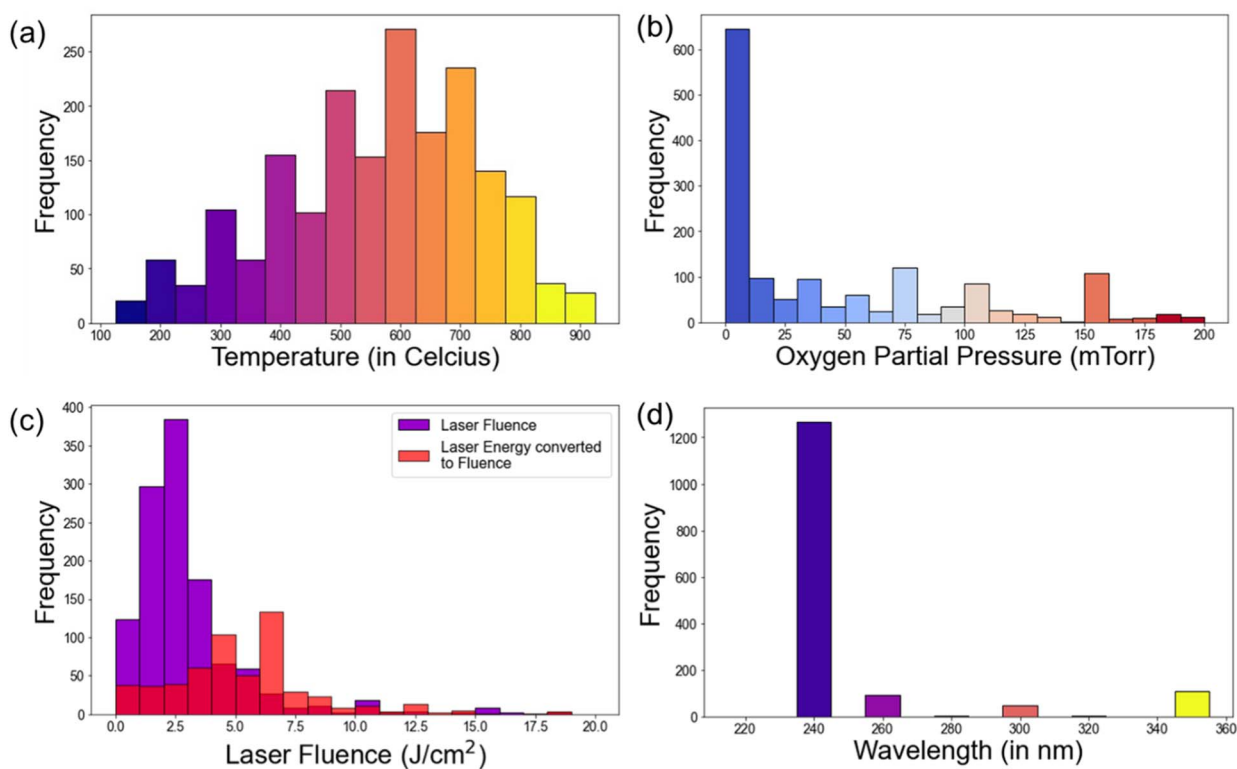 (a)
Frequency
250
200
150
100
50
0
100 200 300 400 500 600 700 800 900
Temperature (in Celcius)
(b)
Frequency
600
500
400
300
200
100
0
0 25 50 75 100 125 150 175 200
Oxygen Partial Pressure (mTorr)
(c)
Frequency
400
350
300
250
200
150
100
50
0
Laser Fluence
Laser Energy converted
to Fluence
0.0 2.5 5.0 7.5 10.0 12.5 15.0 17.5 20.0
Laser Fluence (J/cm²)
(d)
Frequency
1200
1000
800
600
400
200
0
220 240 260 280 300 320 340 360
Wavelength (in nm)